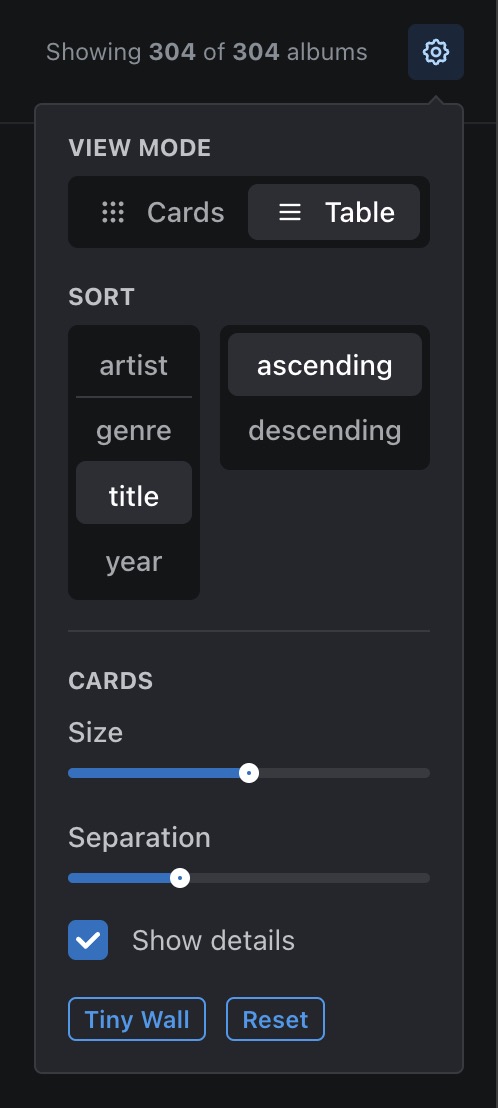 Showing 304 of 304 albums
VIEW MODE
Cards Table
SORT
artist
genre
title
year
ascending
descending
CARDS
Size
Separation
Show details
Tiny Wall Reset